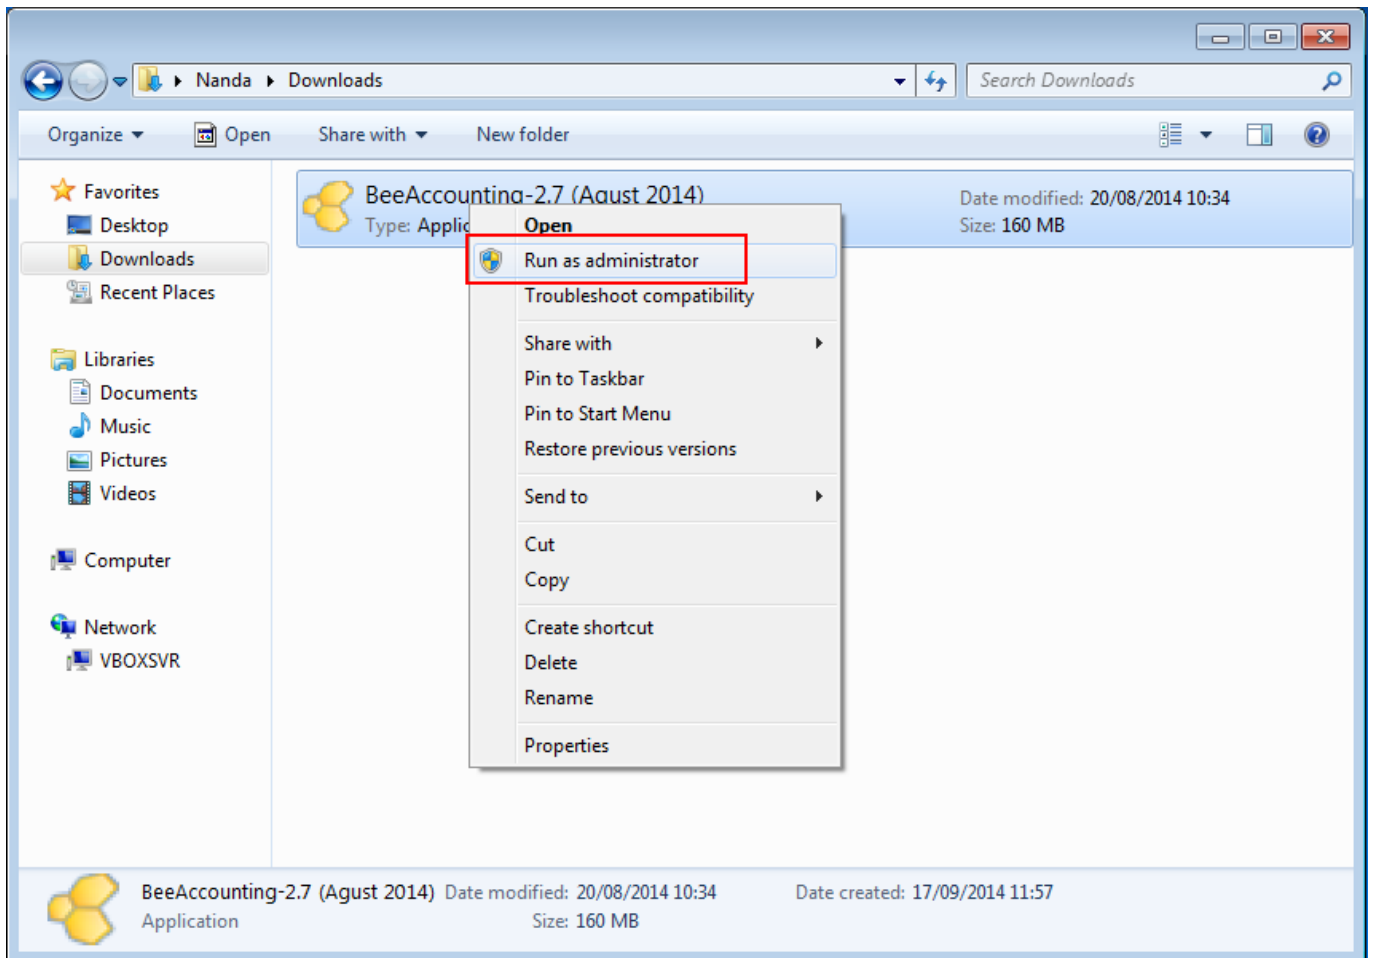 Nanda Downloads
Search Downloads
Organize Open Share with New folder
Favorites
Desktop
Downloads
Recent Places
Libraries
Documents
Music
Pictures
Videos
Computer
Network
VBOXSVR
BeeAccounting-2.7 (Agust 2014)
Type: Applic
Date modified: 20/08/2014 10:34
Size: 160 MB
Open
Run as administrator
Troubleshoot compatibility
Share with
Pin to Taskbar
Pin to Start Menu
Restore previous versions
Send to
Cut
Copy
Create shortcut
Delete
Rename
Properties
BeeAccounting-2.7 (Agust 2014) Date modified: 20/08/2014 10:34 Date created: 17/09/2014 11:57
Application Size: 160 MB